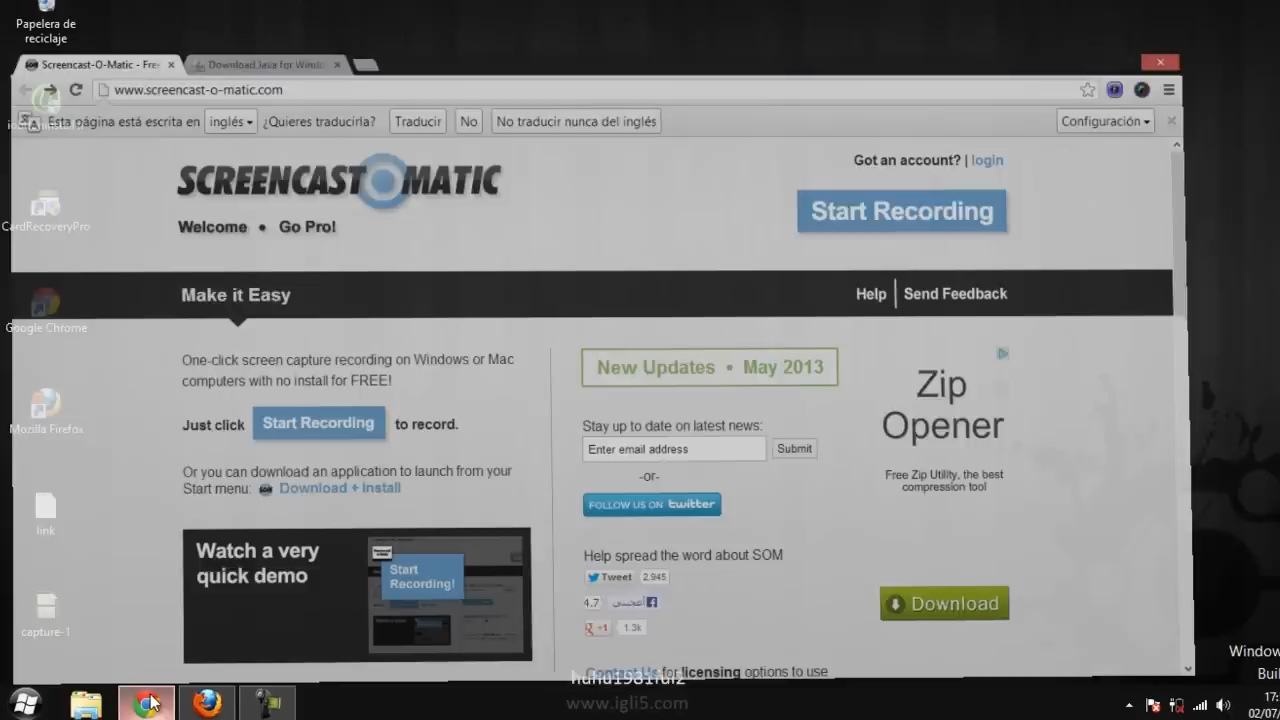 Papelera de
reciclaje
Screencast-O-Matic - Free
Download Java for Windo
www.screencast-o-matic.com
Esta página está escrita en inglés ¿Quieres traducirla? Traducir No No traducir nunca del inglés Configuración
Got an account? | login
SCREENCAST O MATIC
Start Recording
CardRecoveryPro
Welcome • Go Pro!
Make it Easy
Help | Send Feedback
Google Chrome
One-click screen capture recording on Windows or Mac
computers with no install for FREE!
Just click Start Recording to record.
Or you can download an application to launch from your
Start menu: Download + Install
Watch a very
quick demo
Start
Recording!
New Updates • May 2013
Stay up to date on latest news:
Enter email address Submit
-or-
FOLLOW US ON twitter
Help spread the word about SOM
Tweet 2.945
4.7 أعجبني
+1 1.3k
Contact Us for licensing options to use
Zip
Opener
Free Zip Utility, the best
compression tool
Download
Mozilla Firefox
link
capture-1
www.igli5.com
Window
Buil
17:
02/07/